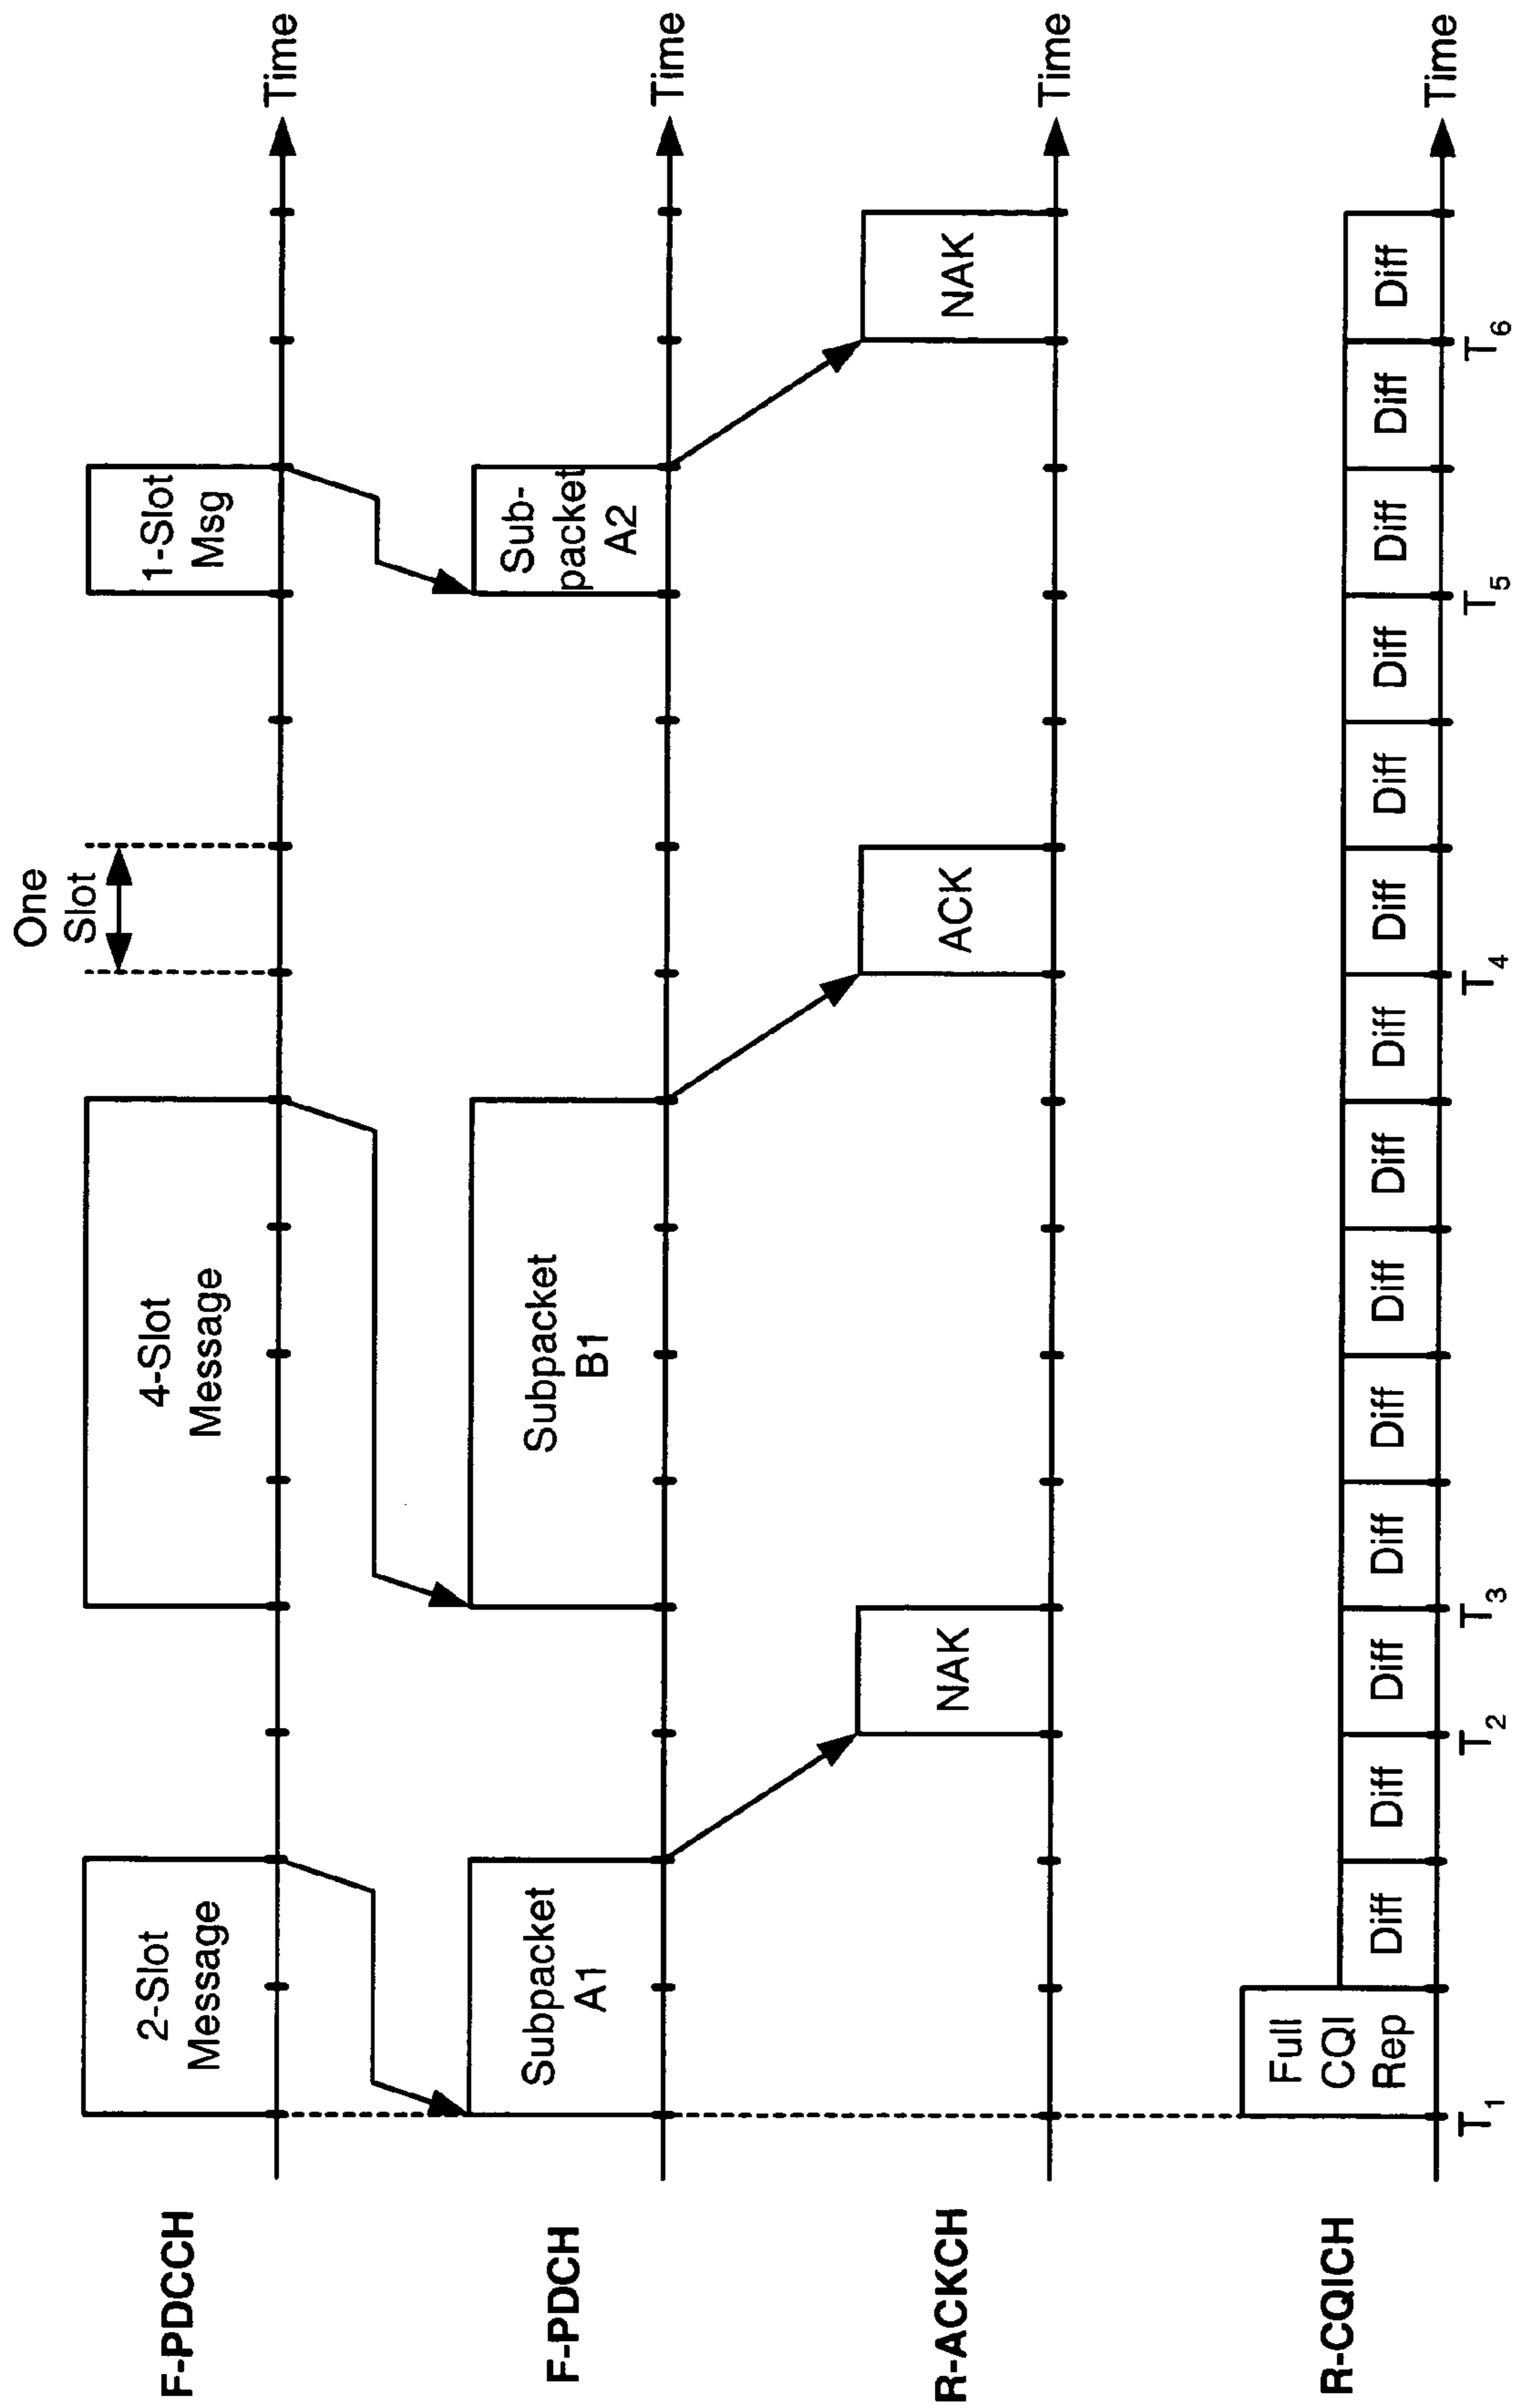 One
Slot
F-PDCCH
2-Slot
Message
4-Slot
Message
1-Slot
Msg
Time
F-PDCH
Subpacket
A1
Subpacket
B1
Sub-
packet
A2
Time
R-ACKCH
NAK
ACK
NAK
Time
R-CQICH
Full
CQI
Rep
Diff
Diff
Diff
Diff
Diff
Diff
Diff
Diff
Diff
Diff
Diff
Diff
Diff
Diff
Time
T1
T2
T3
T4
T5
T6